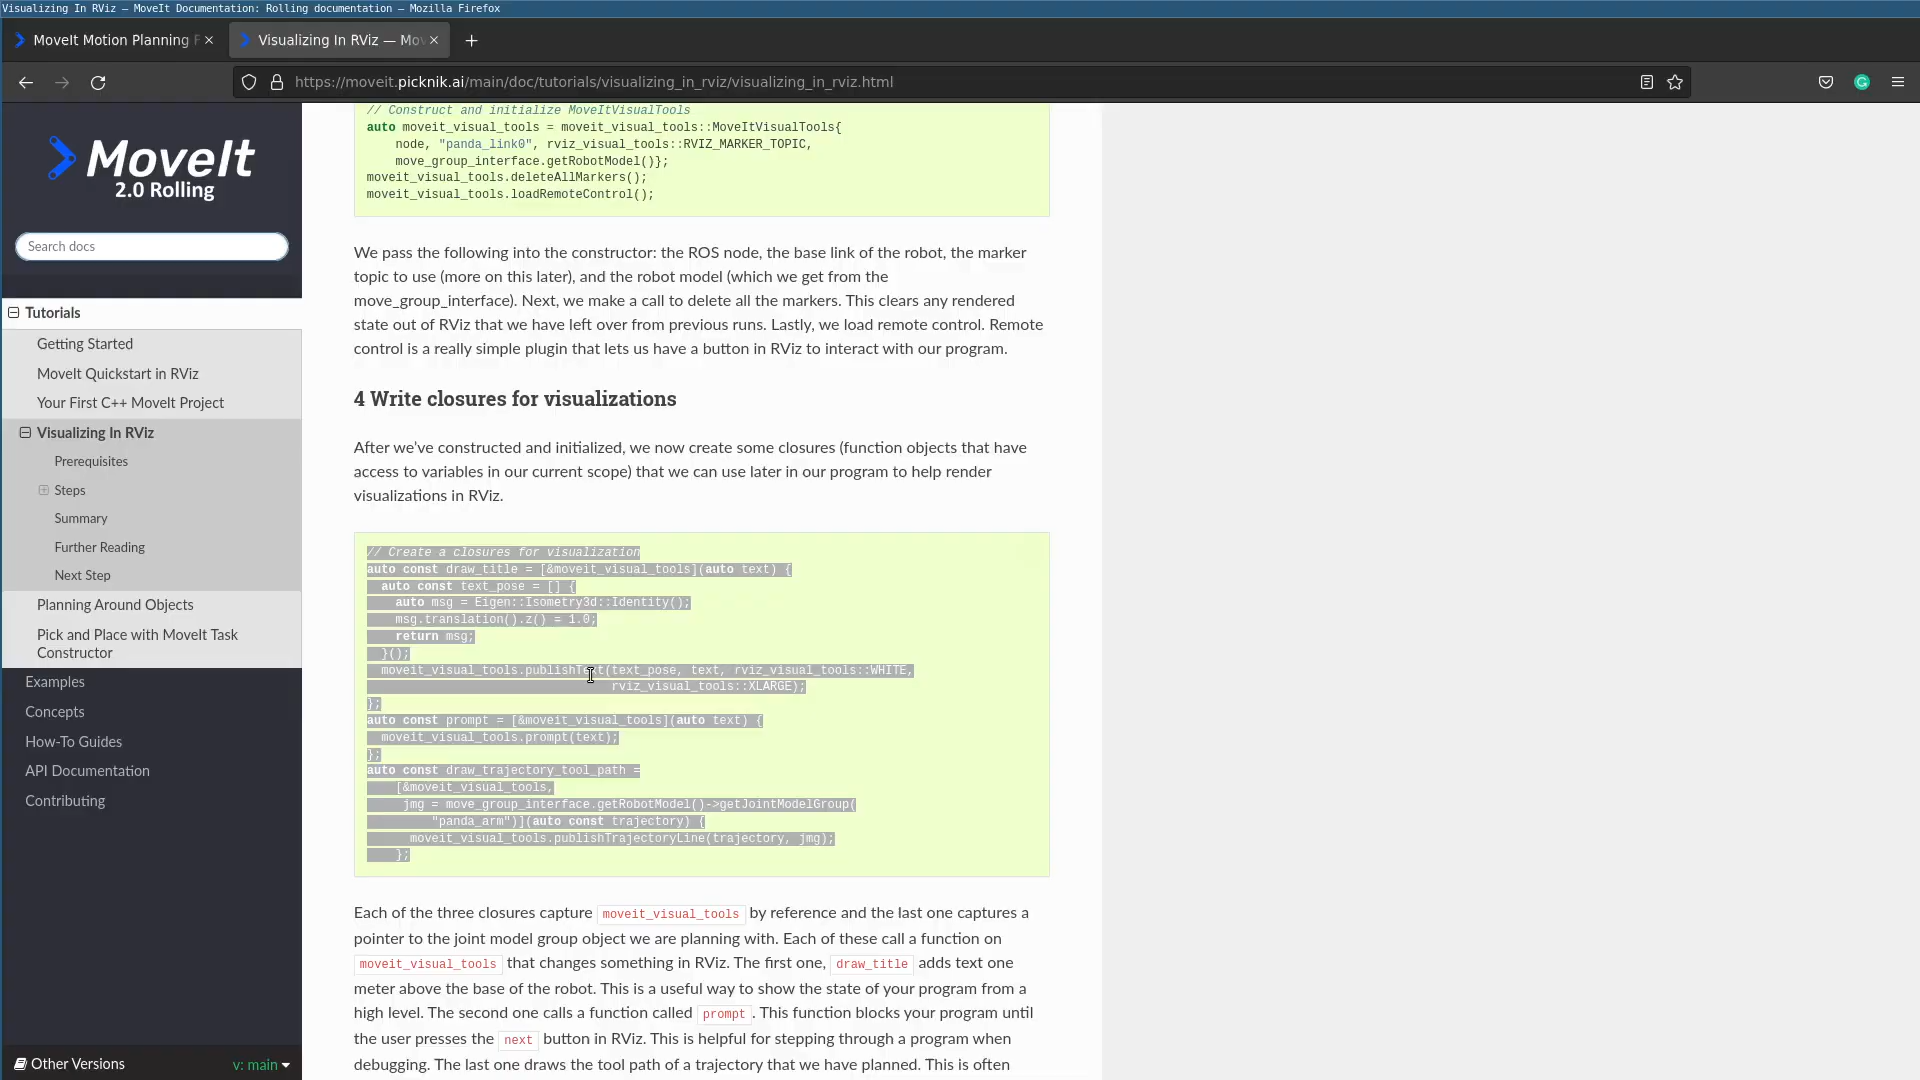 Visualizing In RViz — MoveIt Documentation: Rolling documentation — Mozilla Firefox
MoveIt Motion Planning F
Visualizing In RViz — Mov
https://moveit.picknik.ai/main/doc/tutorials/visualizing_in_rviz/visualizing_in_rviz.html
MoveIt
2.0 Rolling
Search docs
Tutorials
Getting Started
MoveIt Quickstart in RViz
Your First C++ MoveIt Project
Visualizing In RViz
Prerequisites
Steps
Summary
Further Reading
Next Step
Planning Around Objects
Pick and Place with MoveIt Task
Constructor
Examples
Concepts
How-To Guides
API Documentation
Contributing
Other Versions
v: main
// Construct and initialize MoveItVisualTools
auto moveit_visual_tools = moveit_visual_tools::MoveItVisualTools{
    node, "panda_link0", rviz_visual_tools::RVIZ_MARKER_TOPIC,
    move_group_interface.getRobotModel()};
moveit_visual_tools.deleteAllMarkers();
moveit_visual_tools.loadRemoteControl();
We pass the following into the constructor: the ROS node, the base link of the robot, the marker
topic to use (more on this later), and the robot model (which we get from the
move_group_interface). Next, we make a call to delete all the markers. This clears any rendered
state out of RViz that we have left over from previous runs. Lastly, we load remote control. Remote
control is a really simple plugin that lets us have a button in RViz to interact with our program.
4 Write closures for visualizations
After we’ve constructed and initialized, we now create some closures (function objects that have
access to variables in our current scope) that we can use later in our program to help render
visualizations in RViz.
// Create a closures for visualization
auto const draw_title = [&moveit_visual_tools](auto text) {
  auto const text_pose = [] {
    auto msg = Eigen::Isometry3d::Identity();
    msg.translation().z() = 1.0;
    return msg;
  }();
  moveit_visual_tools.publishText(text_pose, text, rviz_visual_tools::WHITE,
                                  rviz_visual_tools::XLARGE);
};
auto const prompt = [&moveit_visual_tools](auto text) {
  moveit_visual_tools.prompt(text);
};
auto const draw_trajectory_tool_path =
    [&moveit_visual_tools,
     jmg = move_group_interface.getRobotModel()->getJointModelGroup(
         "panda_arm")](auto const trajectory) {
      moveit_visual_tools.publishTrajectoryLine(trajectory, jmg);
    };
Each of the three closures capture moveit_visual_tools by reference and the last one captures a
pointer to the joint model group object we are planning with. Each of these call a function on
moveit_visual_tools that changes something in RViz. The first one, draw_title adds text one
meter above the base of the robot. This is a useful way to show the state of your program from a
high level. The second one calls a function called prompt. This function blocks your program until
the user presses the next button in RViz. This is helpful for stepping through a program when
debugging. The last one draws the tool path of a trajectory that we have planned. This is often